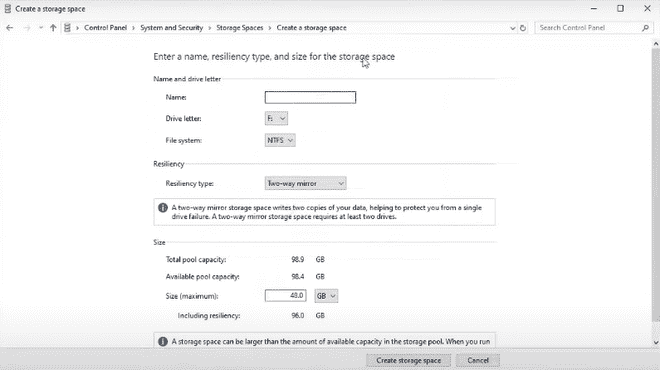 Create a storage space
Control Panel > System and Security > Storage Spaces > Create a storage space
Search Control Panel
Enter a name, resiliency type, and size for the storage space
Name and drive letter
Name:
Drive letter: F:
File system: NTFS
Resiliency
Resiliency type: Two-way mirror
A two-way mirror storage space writes two copies of your data, helping to protect you from a single
drive failure. A two-way mirror storage space requires at least two drives.
Size
Total pool capacity: 98.9 GB
Available pool capacity: 98.4 GB
Size (maximum): 48.0 GB
Including resiliency: 96.0 GB
A storage space can be larger than the amount of available capacity in the storage pool. When you run
Create storage space Cancel